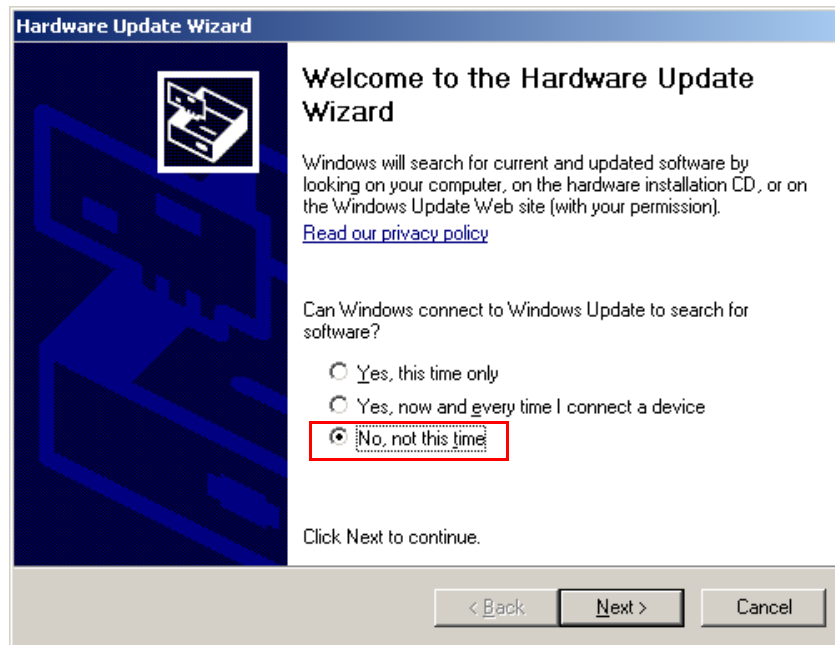 Hardware Update Wizard
Welcome to the Hardware Update
Wizard
Windows will search for current and updated software by
looking on your computer, on the hardware installation CD, or on
the Windows Update Web site (with your permission).
Read our privacy policy
Can Windows connect to Windows Update to search for
software?
Yes, this time only
Yes, now and every time I connect a device
No, not this time
Click Next to continue.
< Back Next > Cancel